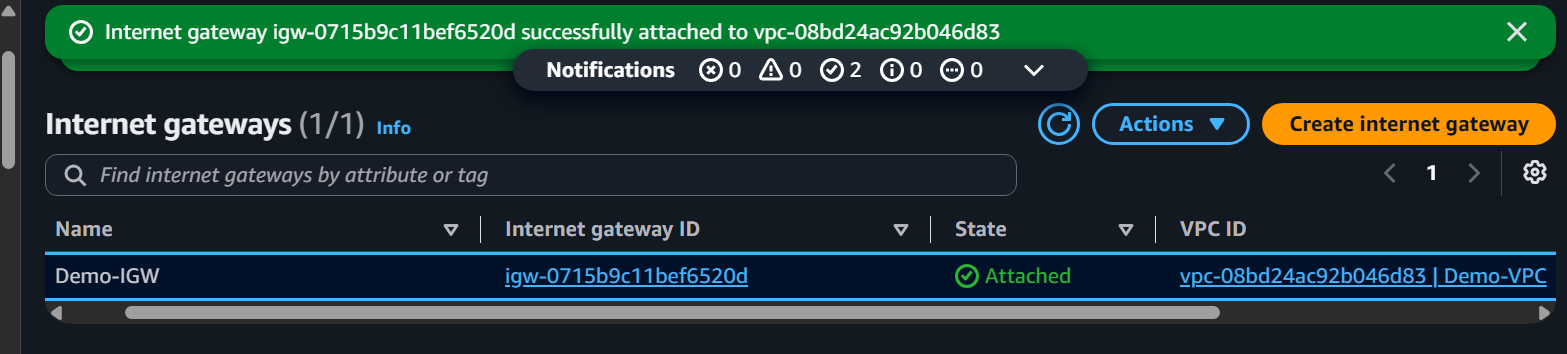 Internet gateway igw-0715b9c11bef6520d successfully attached to vpc-08bd24ac92b046d83
Notifications 0 0 2 0 0
Internet gateways (1/1) Info
Actions
Create internet gateway
Find internet gateways by attribute or tag
1
Name Internet gateway ID State VPC ID
Demo-IGW igw-0715b9c11bef6520d Attached vpc-08bd24ac92b046d83 | Demo-VPC